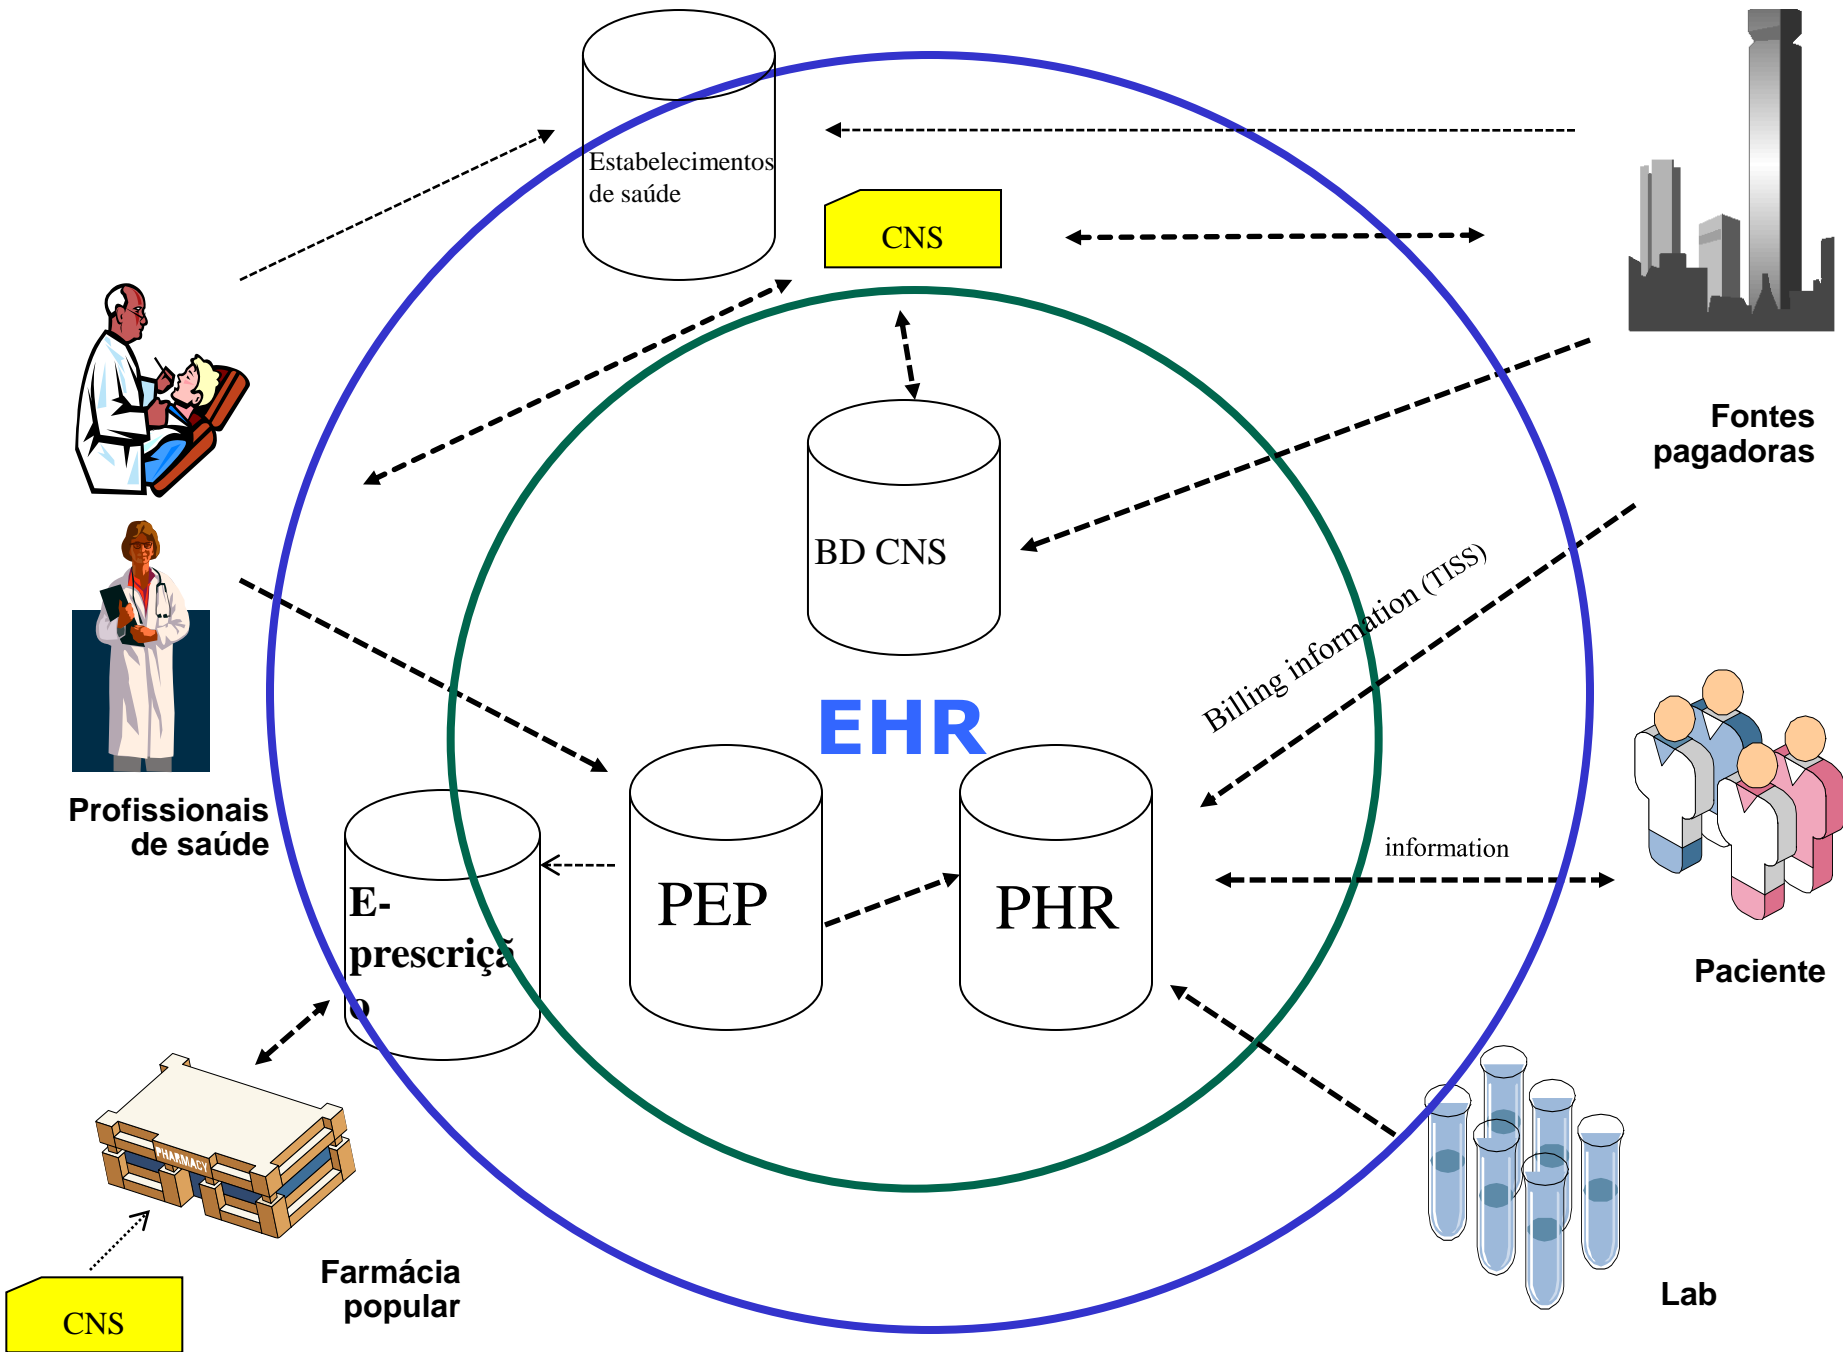 Estabelecimentos
de saúde
CNS
Fontes
pagadoras
BD CNS
Billing information (TISS)
EHR
Profissionais
de saúde
E-
prescriçã
o
PEP
PHR
information
Paciente
PHARMACY
Farmácia
popular
Lab
CNS